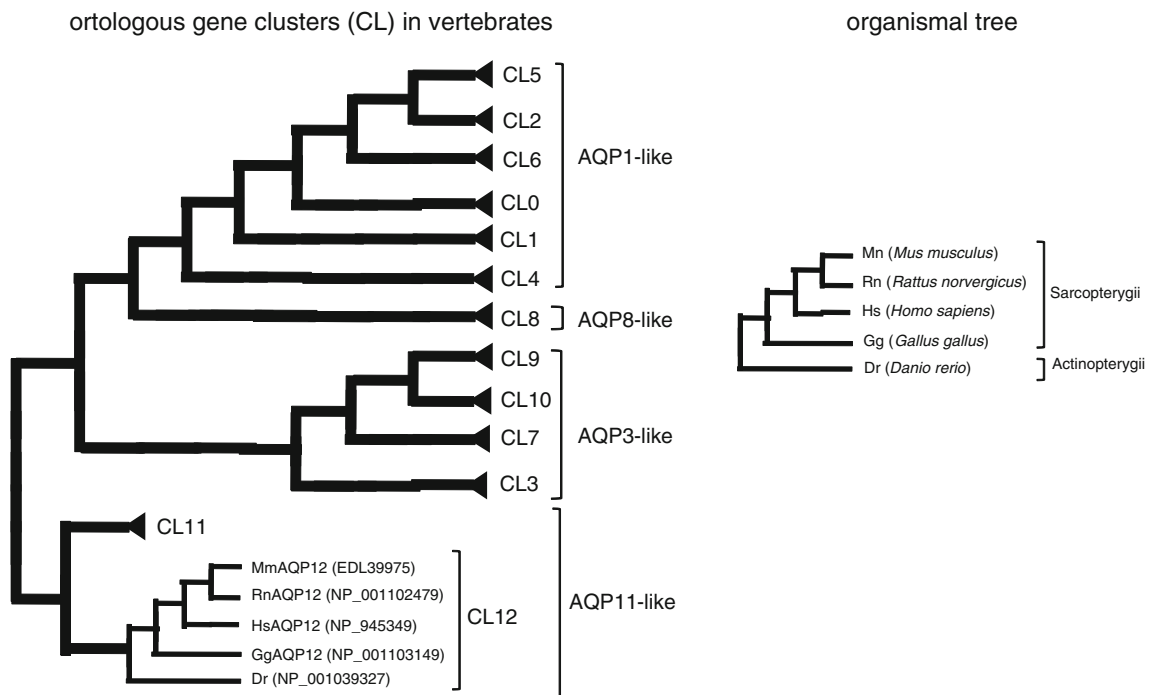 ortologous gene clusters (CL) in vertebrates
CL5
CL2
CL6
CL0
CL1
CL4
AQP1-like
CL8
AQP8-like
CL9
CL10
CL7
CL3
AQP3-like
CL11
MmAQP12 (EDL39975)
RnAQP12 (NP_001102479)
HsAQP12 (NP_945349)
GgAQP12 (NP_001103149)
Dr (NP_001039327)
CL12
AQP11-like
organismal tree
Mn (Mus musculus)
Rn (Rattus norvergicus)
Hs (Homo sapiens)
Gg (Gallus gallus)
Sarcopterygii
Dr (Danio rerio)
Actinopterygii